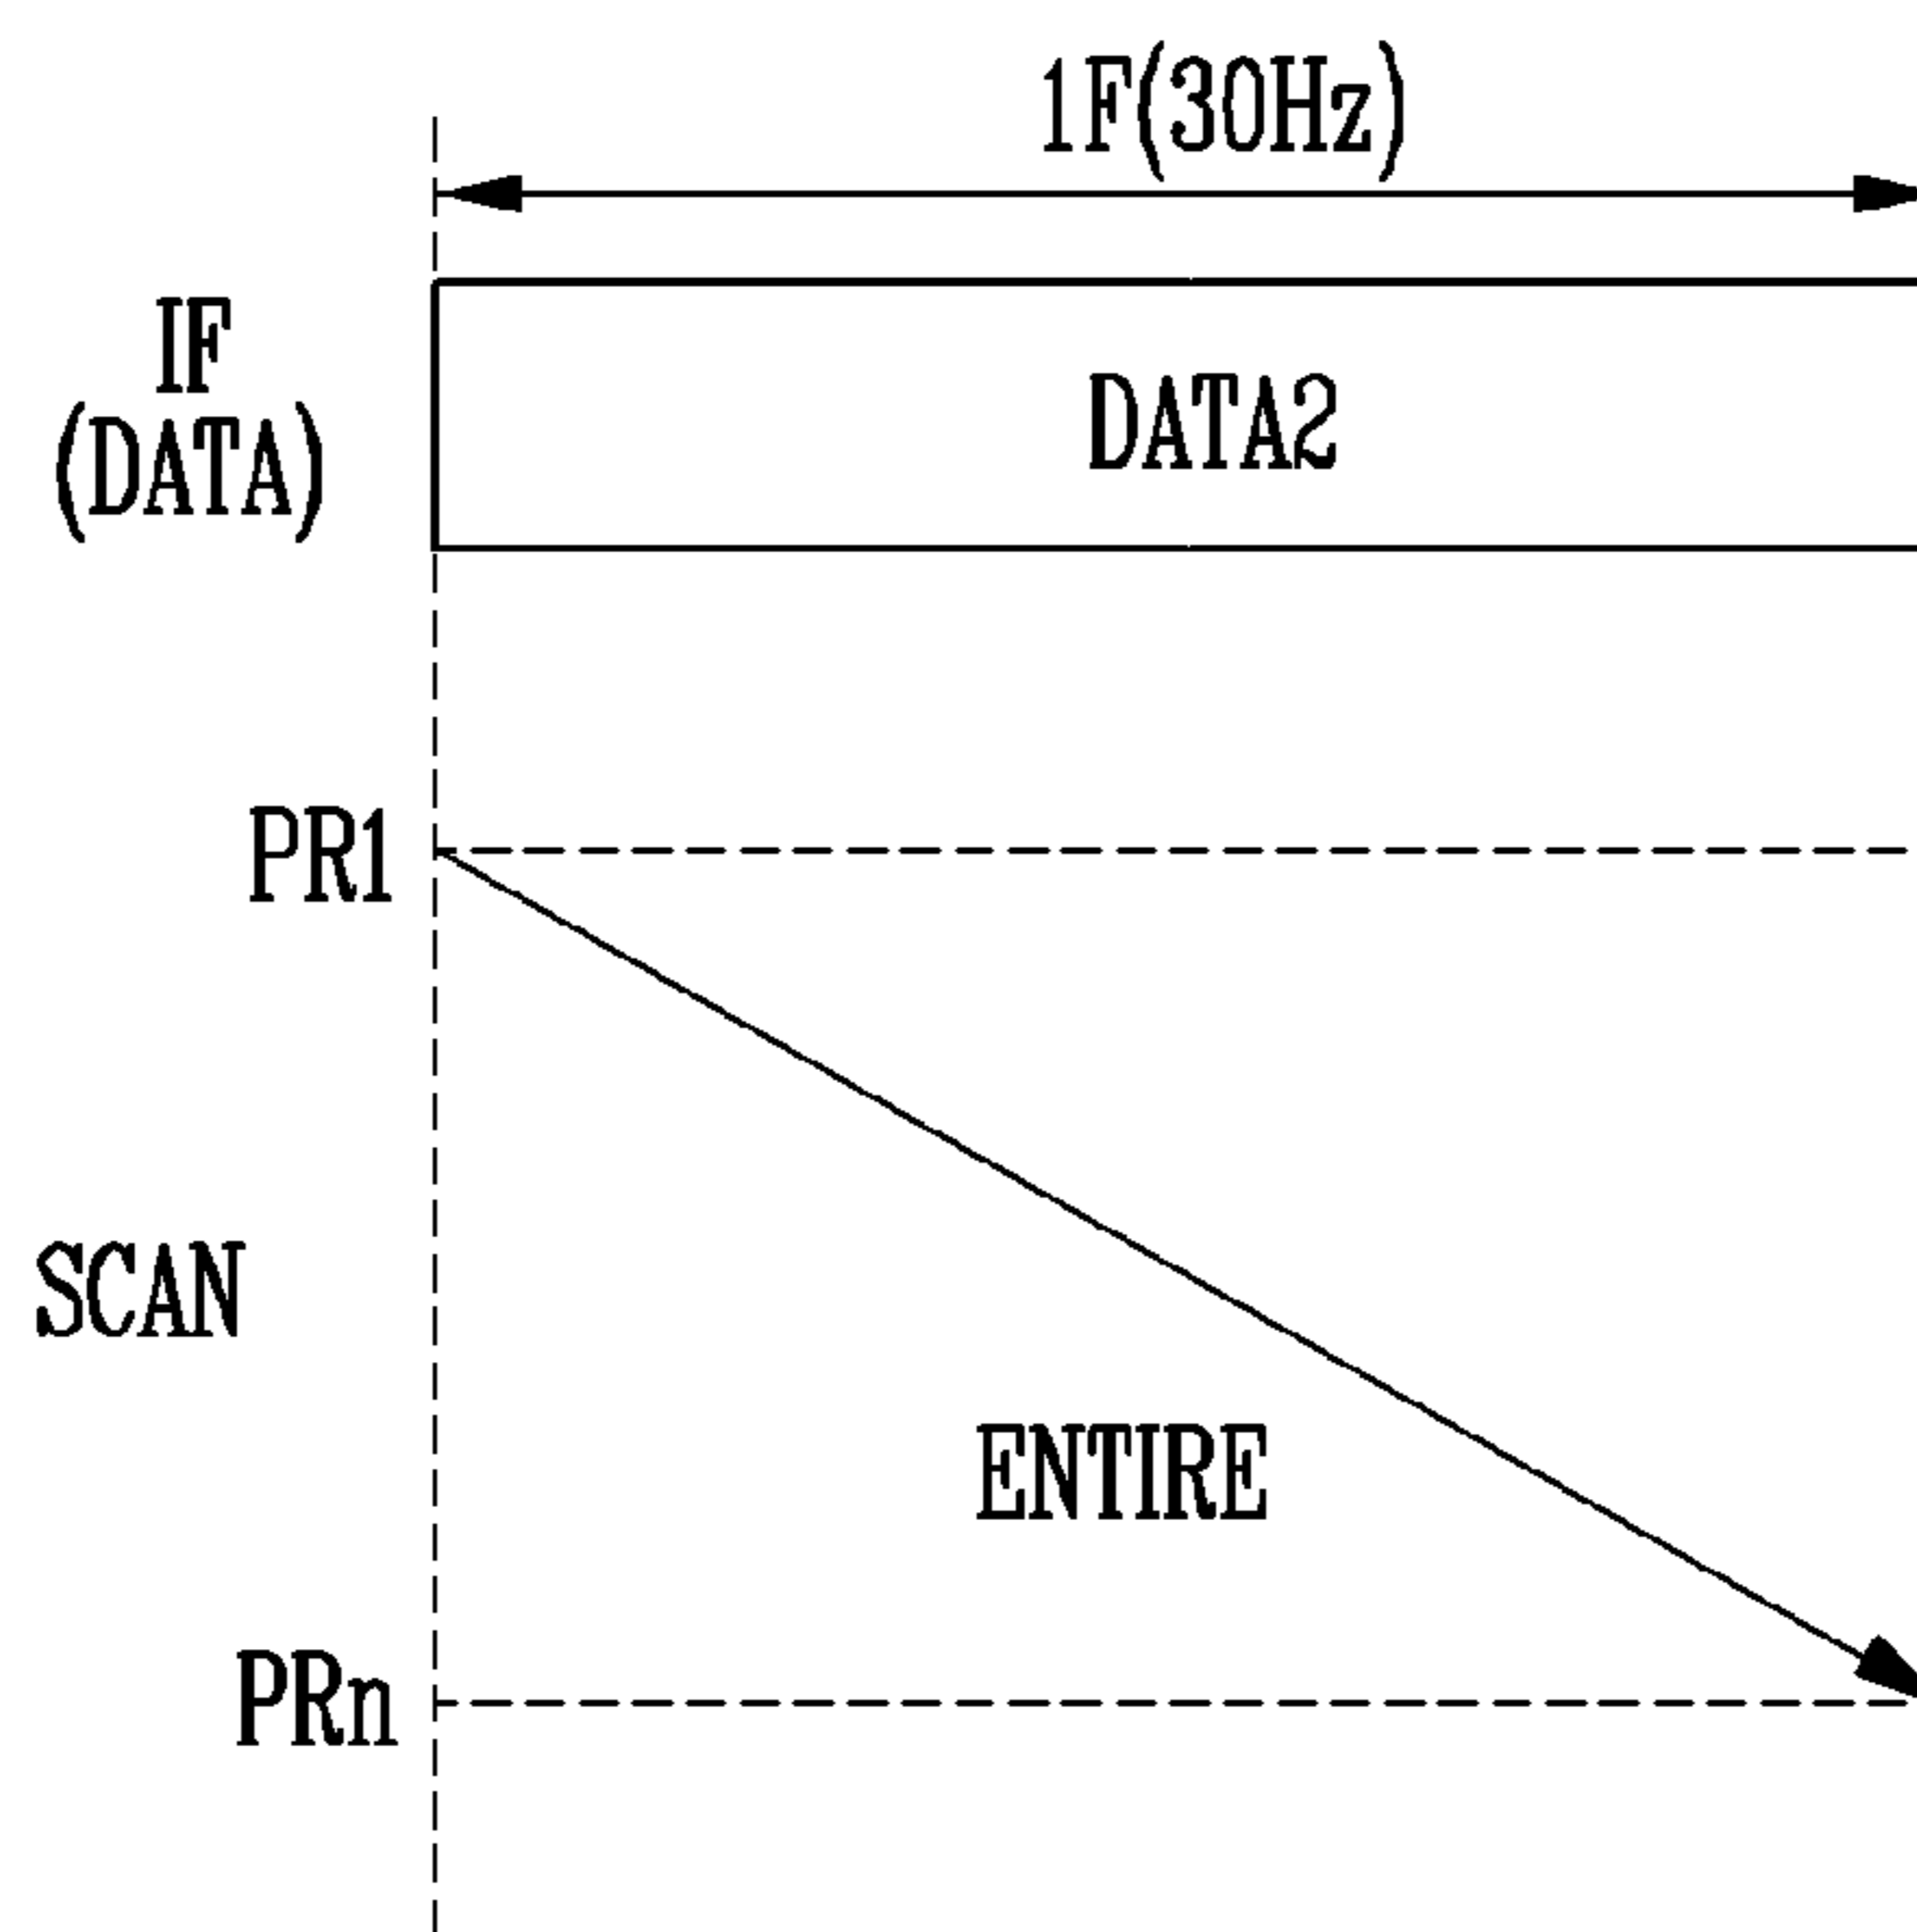 1F(30Hz)
IF
(DATA)
DATA2
PR1
SCAN
ENTIRE
PRn